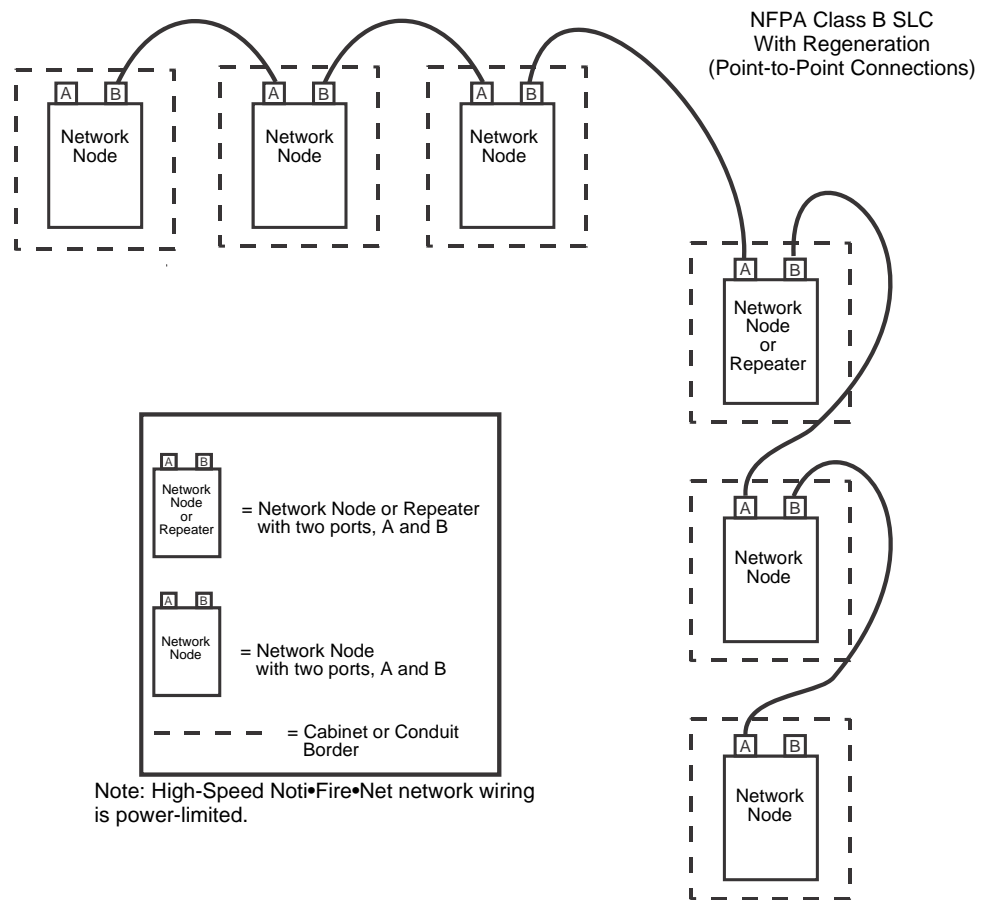 NFPA Class B SLC
With Regeneration
(Point-to-Point Connections)
A B
Network
Node
A B
Network
Node
A B
Network
Node
A B
Network
Node
or
Repeater
A B
Network
Node
A B
Network
Node
A B
Network
Node
or
Repeater
= Network Node or Repeater
with two ports, A and B
A B
Network
Node
= Network Node
with two ports, A and B
= Cabinet or Conduit
Border
Note: High-Speed Noti•Fire•Net network wiring
is power-limited.